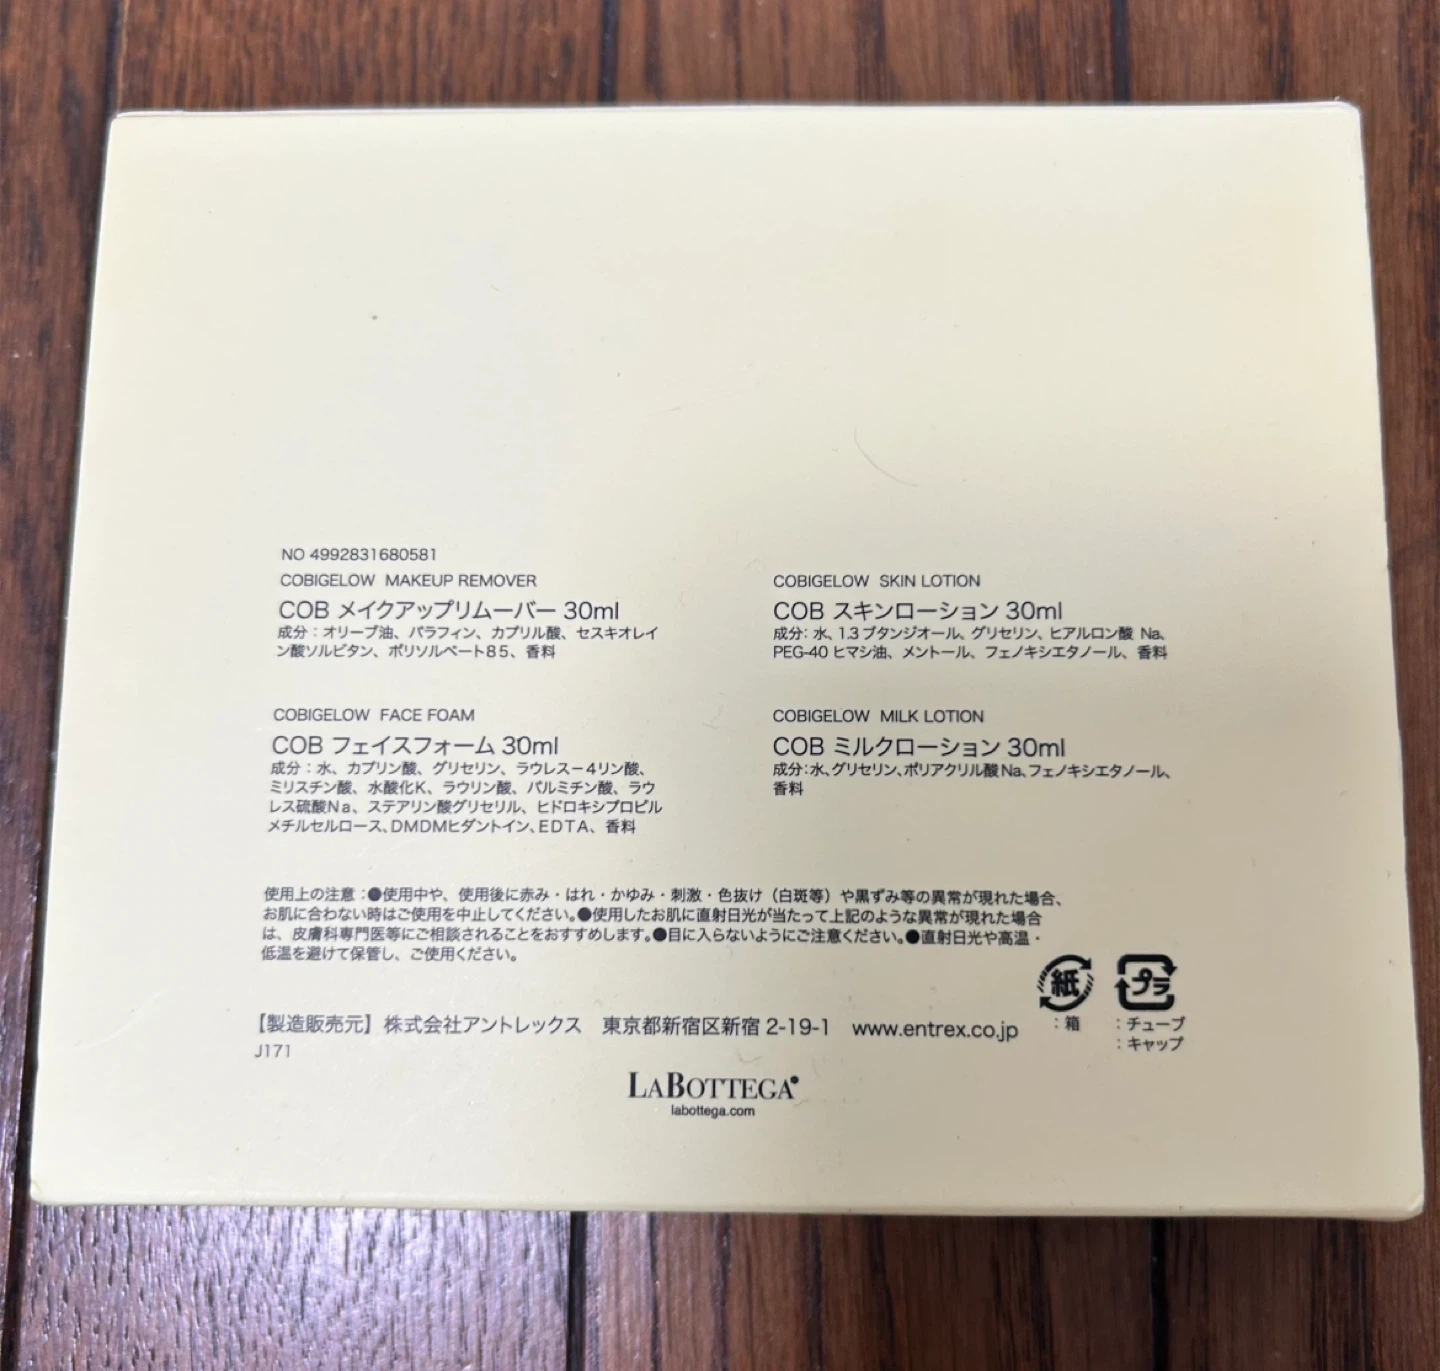 NO 4992831680581
COBIGELOW MAKEUP REMOVER
COB メイクアップリムーバー 30ml
成分：オリーブ油、パラフィン、カプリル酸、セスキオレイ
ン酸ソルビタン、ポリソルベート85、香料
COBIGELOW FACE FOAM
COB フェイスフォーム 30ml
成分：水、カプリン酸、グリセリン、ラウレス－4リン酸、
ミリスチン酸、水酸化K、ラウリン酸、パルミチン酸、ラウ
レス硫酸Ｎａ、ステアリン酸グリセリル、ヒドロキシプロピル
メチルセルロース、DMDMヒダントイン、EDTA、香料
COBIGELOW SKIN LOTION
COB スキンローション 30ml
成分：水、1.3ブタンジオール、グリセリン、ヒアルロン酸 Na、
PEG-40 ヒマシ油、メントール、フェノキシエタノール、香料
COBIGELOW MILK LOTION
COB ミルクローション 30ml
成分：水、グリセリン、ポリアクリル酸Na、フェノキシエタノール、
香料
使用上の注意：●使用中や、使用後に赤み・はれ・かゆみ・刺激・色抜け（白斑等）や黒ずみ等の異常が現れた場合、
お肌に合わない時はご使用を中止してください。●使用したお肌に直射日光が当たって上記のような異常が現れた場合
は、皮膚科専門医等にご相談されることをおすすめします。●目に入らないようにご注意ください。●直射日光や高温・
低温を避けて保管し、ご使用ください。
紙
：箱
プラ
：チューブ
：キャップ
【製造販売元】株式会社アントレックス 東京都新宿区新宿 2-19-1 www.entrex.co.jp
J171
LABOTTEGA
labottega.com